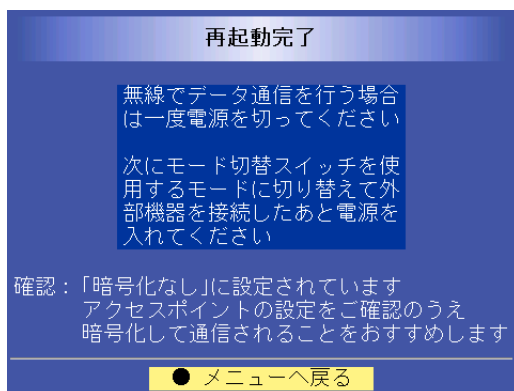 再起動完了
無線でデータ通信を行う場合
は一度電源を切ってください
次にモード切替スイッチを使
用するモードに切り替えて外
部機器を接続したあと電源を
入れてください
確認：「暗号化なし」に設定されています
アクセスポイントの設定をご確認のうえ
暗号化して通信されることをおすすめします
● メニューへ戻る